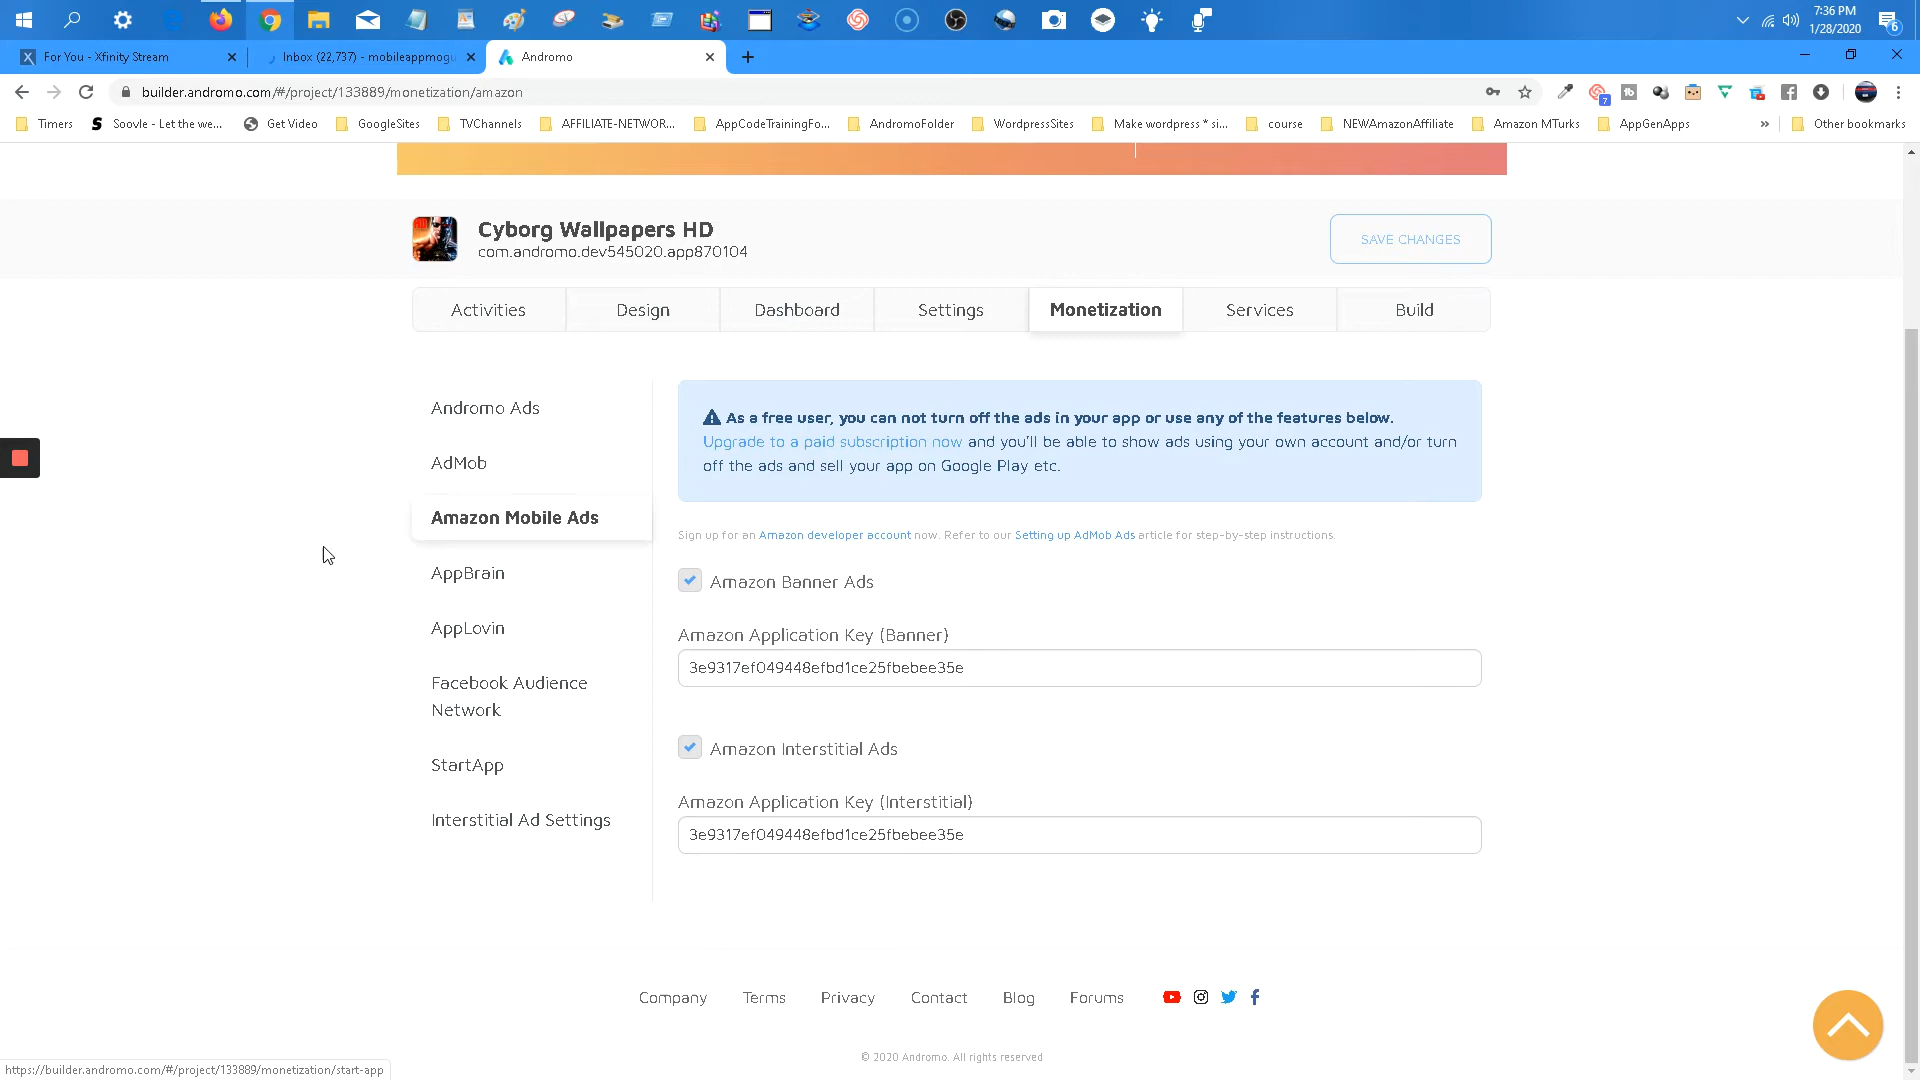 7:36 PM
1/28/2020
6
For You - Xfinity Stream
Inbox (22,737) - mobileappmogu
Andromo
builder.andromo.com/#/project/133889/monetization/amazon
7
Timers
Soovle - Let the we...
Get Video
GoogleSites
TVChannels
AFFILIATE-NETWOR...
AppCodeTrainingFo...
AndromoFolder
WordpressSites
Make wordpress * si...
course
NEWAmazonAffiliate
Amazon MTurks
AppGenApps
»
Other bookmarks
Cyborg Wallpapers HD
com.andromo.dev545020.app870104
SAVE CHANGES
Activities
Design
Dashboard
Settings
Monetization
Services
Build
Andromo Ads
AdMob
Amazon Mobile Ads
AppBrain
AppLovin
Facebook Audience
Network
StartApp
Interstitial Ad Settings
As a free user, you can not turn off the ads in your app or use any of the features below.
Upgrade to a paid subscription now and you'll be able to show ads using your own account and/or turn
off the ads and sell your app on Google Play etc.
Sign up for an Amazon developer account now. Refer to our Setting up AdMob Ads article for step-by-step instructions.
Amazon Banner Ads
Amazon Application Key (Banner)
3e9317ef049448efbd1ce25fbebee35e
Amazon Interstitial Ads
Amazon Application Key (Interstitial)
3e9317ef049448efbd1ce25fbebee35e
Company
Terms
Privacy
Contact
Blog
Forums
© 2020 Andromo. All rights reserved
https://builder.andromo.com/#/project/133889/monetization/start-app